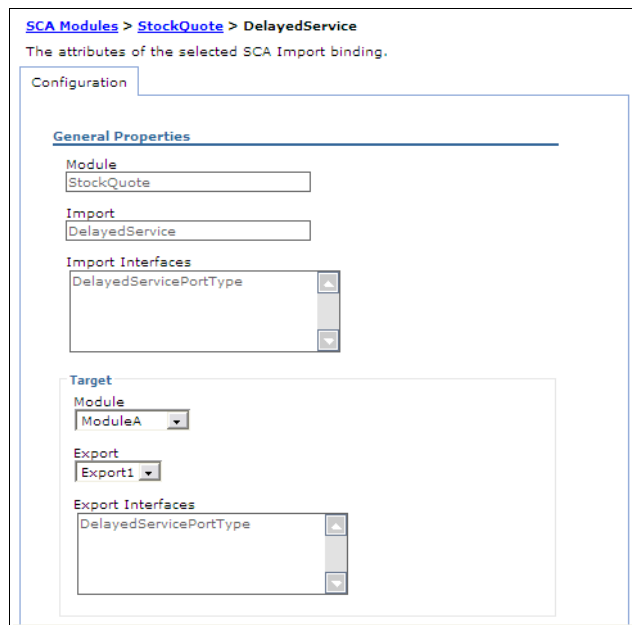 SCA Modules > StockQuote > DelayedService
The attributes of the selected SCA Import binding.
Configuration
General Properties
Module
StockQuote
Import
DelayedService
Import Interfaces
DelayedServicePortType
Target
Module
ModuleA
Export
Export1
Export Interfaces
DelayedServicePortType